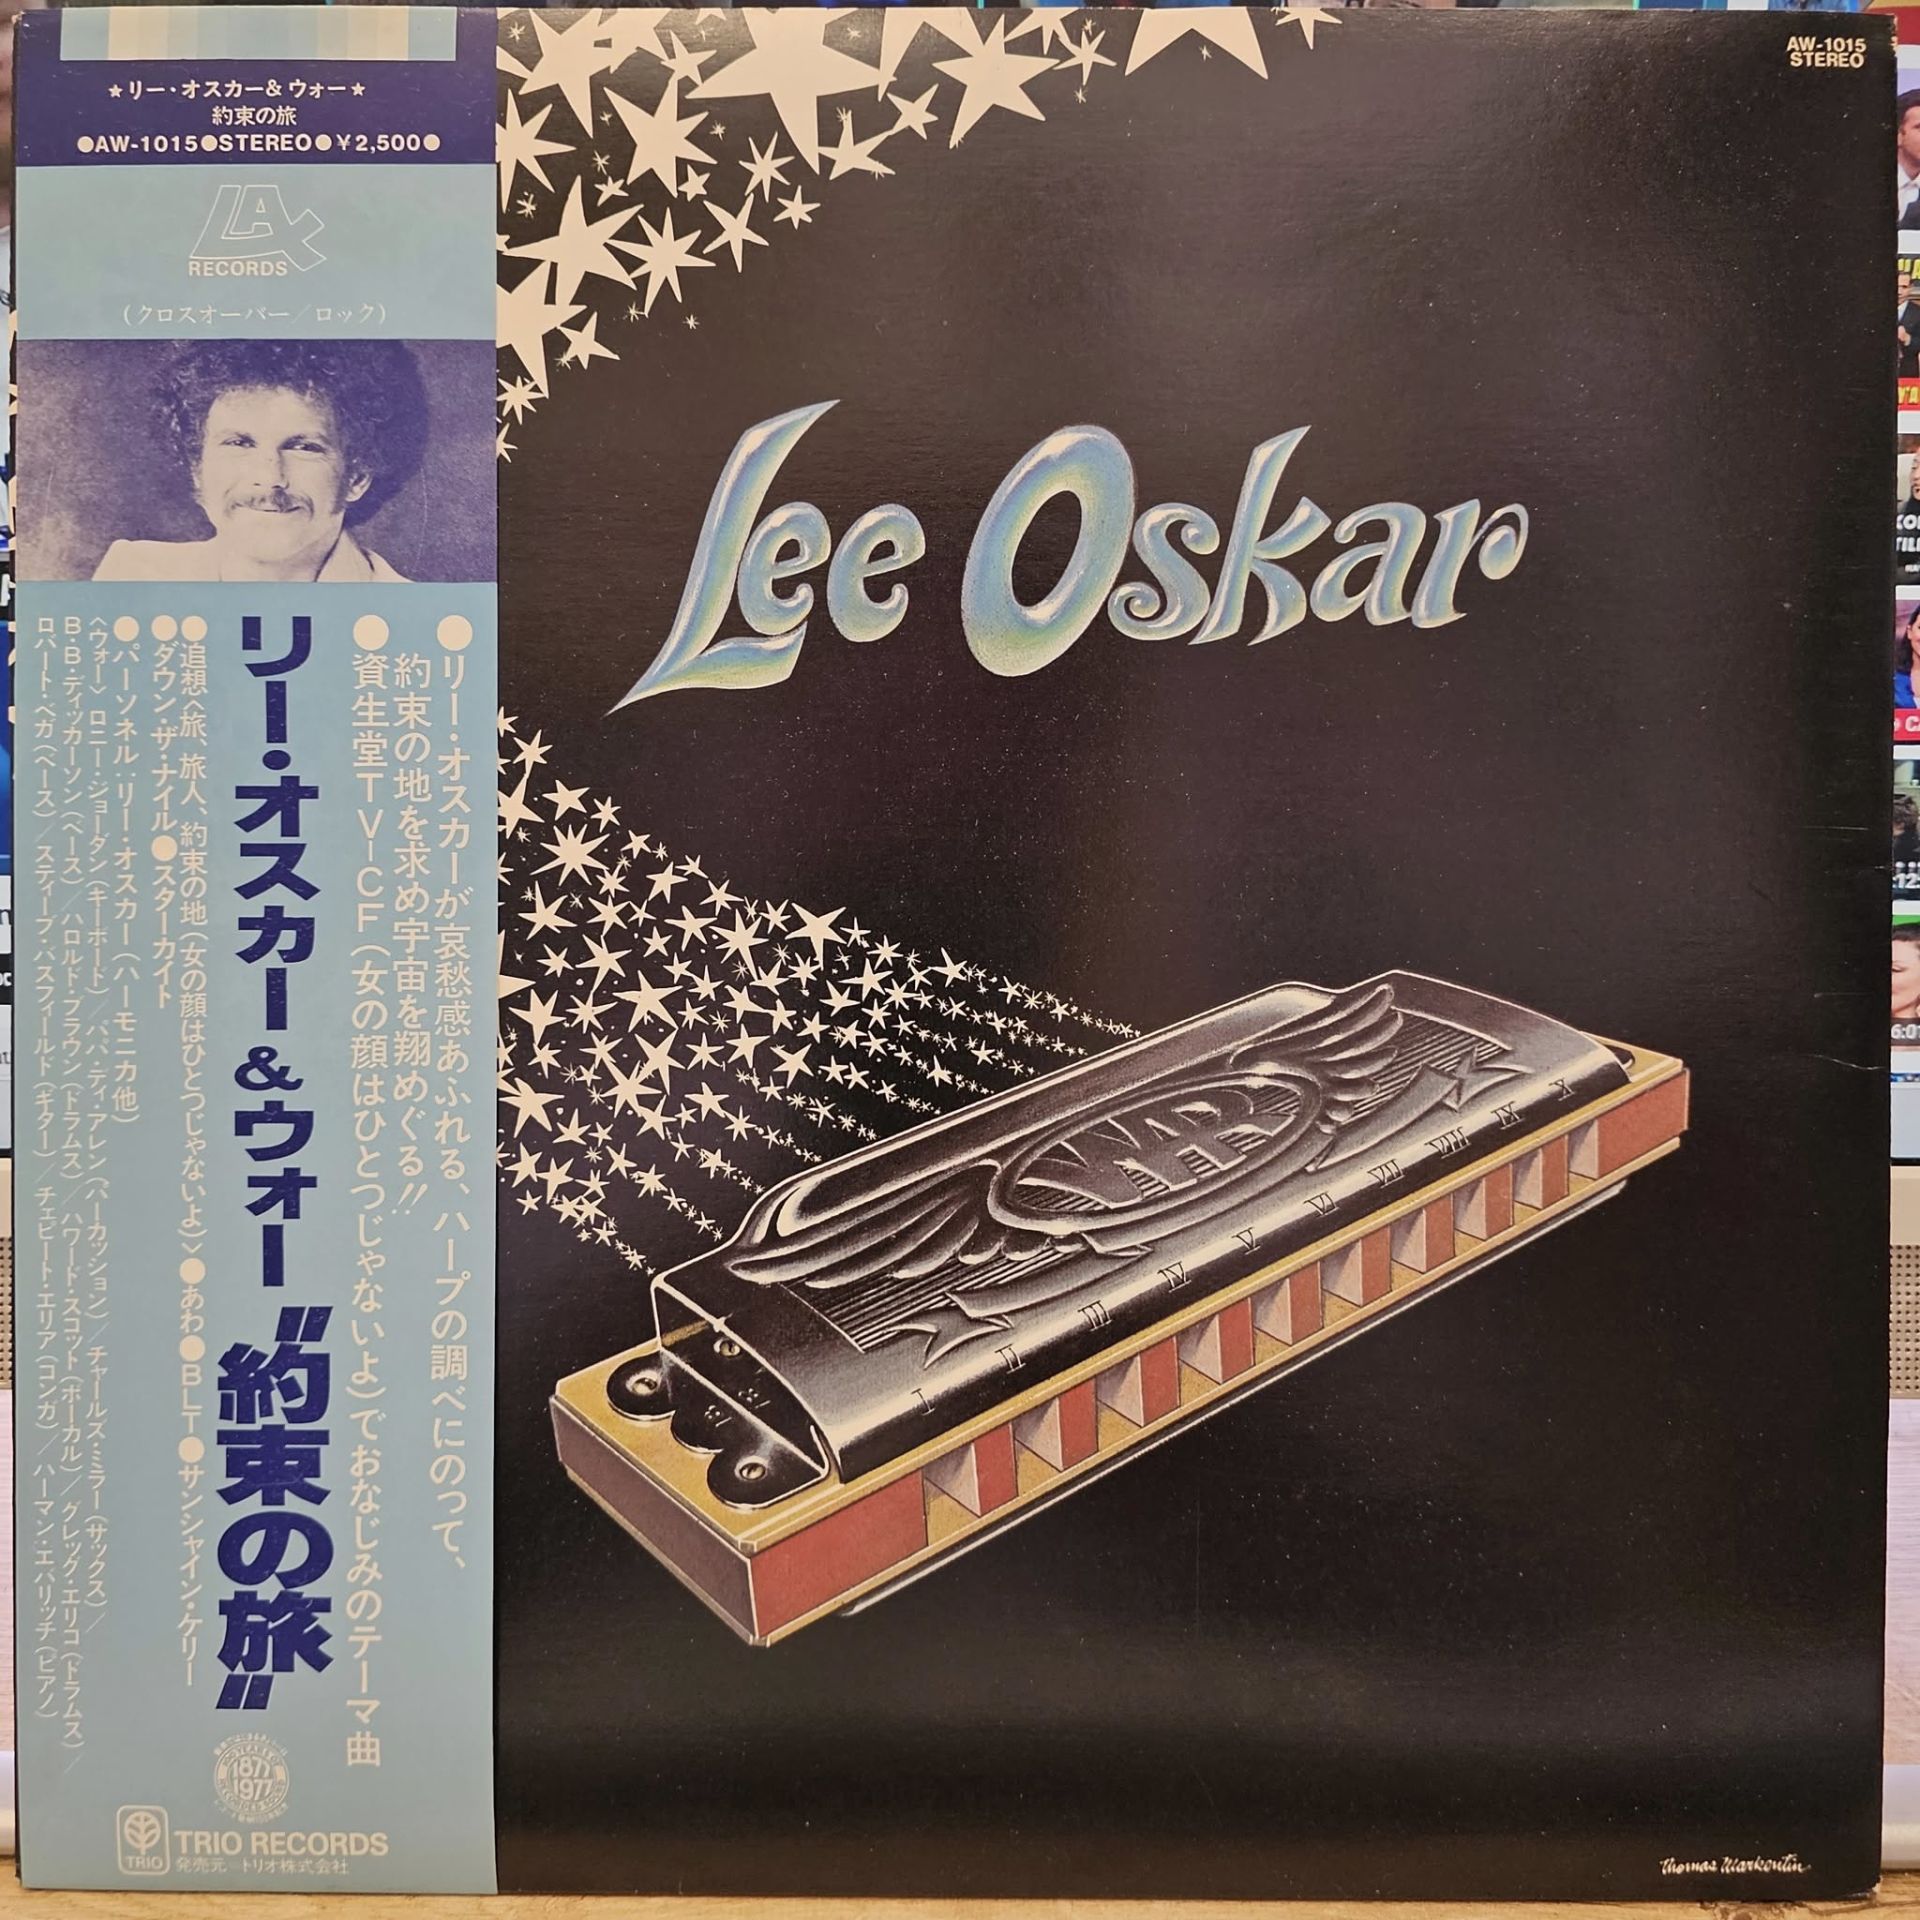 ★リー・オスカー&ウォー★
約束の旅
●AW-1015●STEREO●￥2,500●
LAX
RECORDS
(クロスオーバー／ロック)
●リー・オスカーが哀愁感あふれる、ハープの調べにのって、
約束の地を求め宇宙を翔めぐる!!
●資生堂TV-CF(女の顔はひとつじゃないよ)でおなじみのテーマ曲
リー・オスカー&ウォー"約束の旅"
●追想〈旅、旅人、約束の地(女の顔はひとつじゃないよ)〉●あわ●BLT●サンシャイン・ケリー
●ダウン・ザ・ナイル●スターカイト
●パーソネル:リー・オスカー(ハーモニカ他)
〈ウォー〉ロニー・ジョーダン(キーボード)／パパ・ディ・アレン(パーカッション)／チャールズ・ミラー(サックス)／
B・B・ディッカーソン(ベース)／ハロルド・ブラウン(ドラムス)／ハワード・スコット(ボーカル)／グレッグ・エリコ(ドラムス)／
ロバート・ベガ(ベース)／スティーブ・バスフィールド(ギター)／チェピート・エリア(コンガ)／ハーマン・エバリッチ(ピアノ)
1877
1977
TRIO
TRIO RECORDS
発売元=トリオ株式会社
AW-1015
STEREO
Lee Oskar
WAR
I II III IV V VI VII VIII IX X
Thomas Warkentin